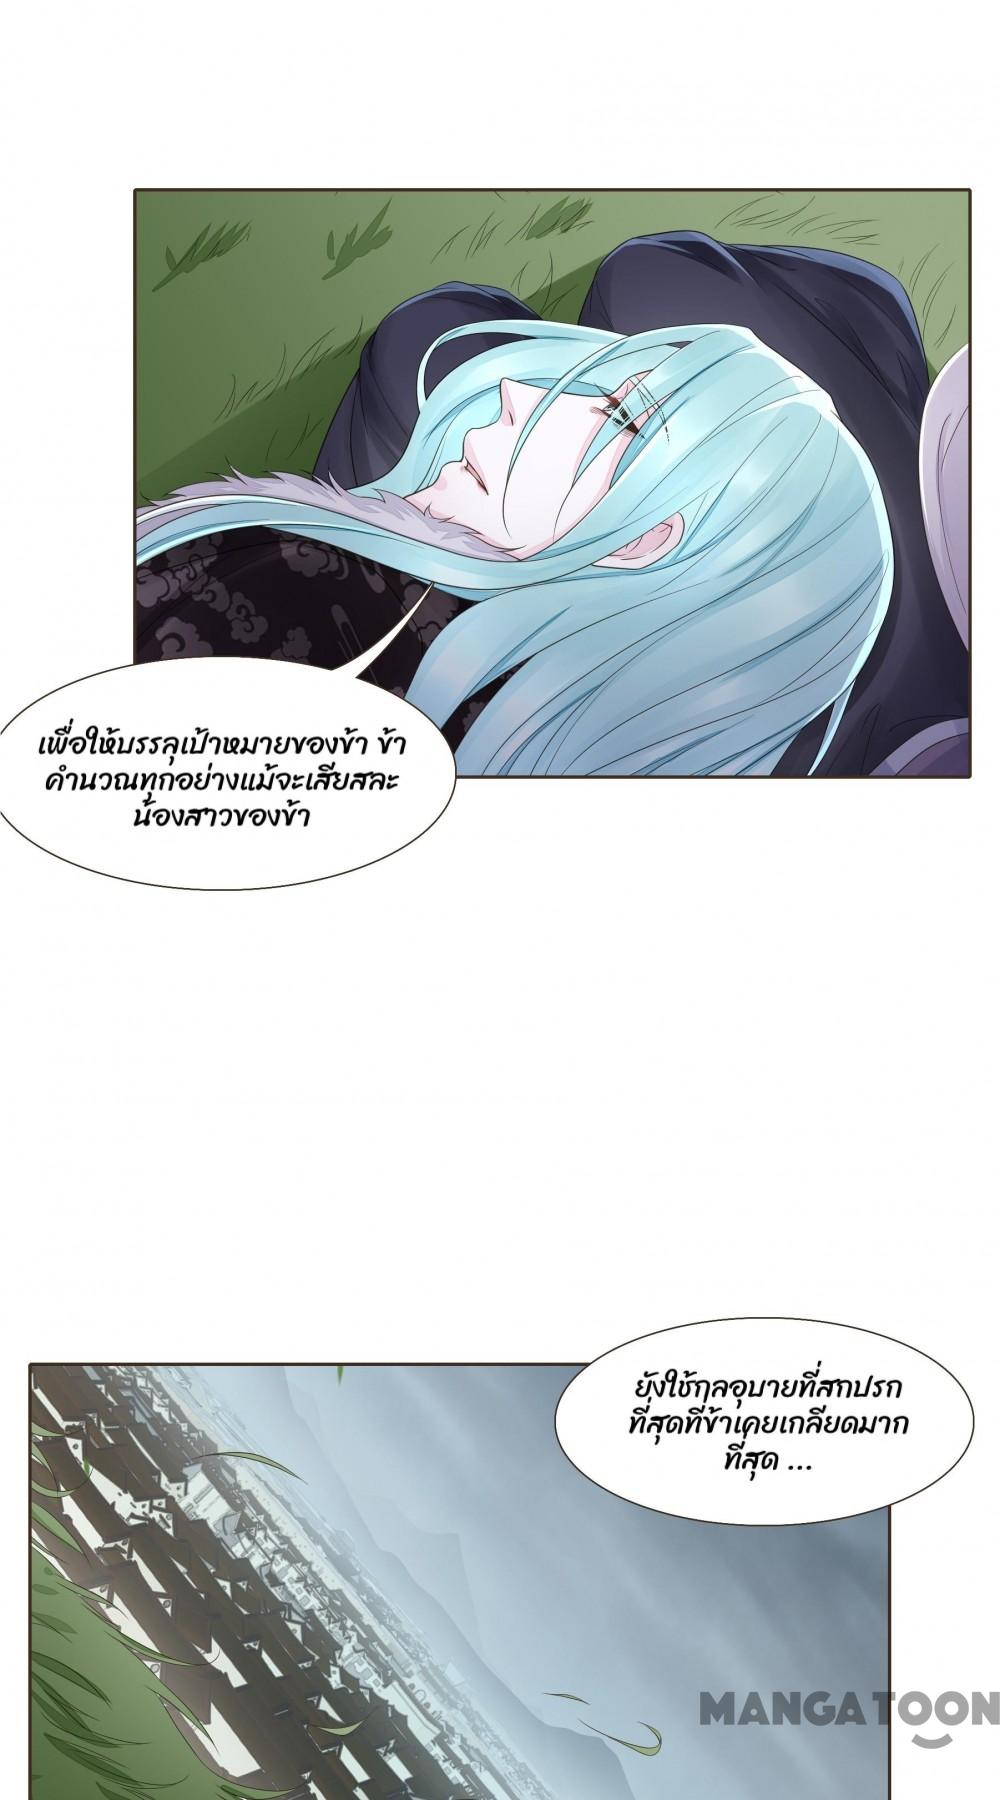 เพื่อให้บรรลุเป้าหมายของข้า ข้า
คำนวณทุกอย่างแม้จะเสียสละ
น้องสาวของข้า
ยังใช้กลอุบายที่สกปรก
ที่สุดที่ข้าเคยเกลียดมาก
ที่สุด ...
MANGATOON